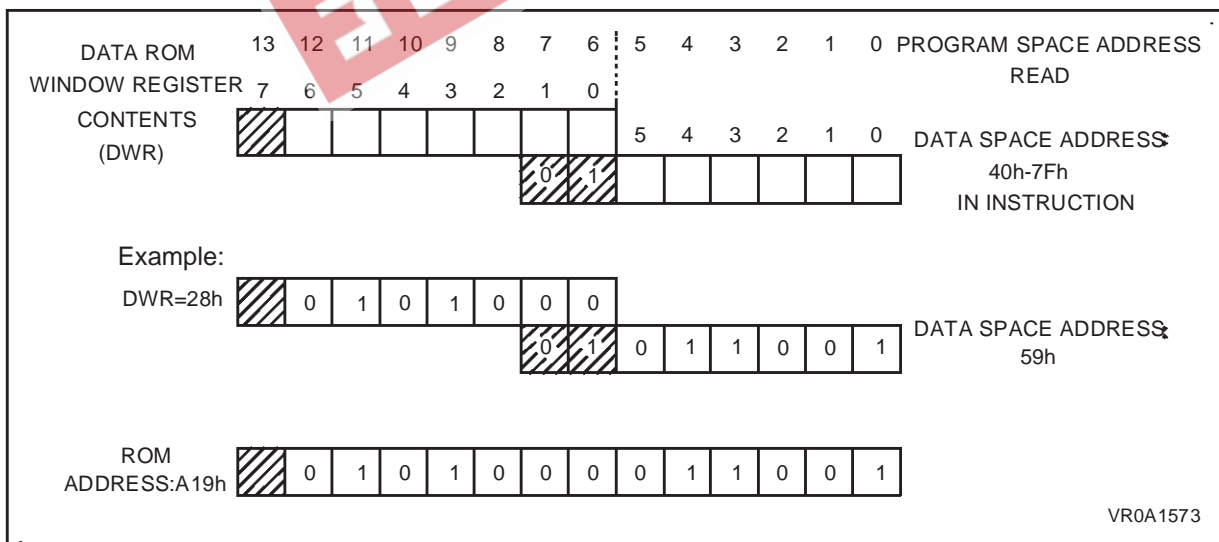 DATA ROM
WINDOW REGISTER
CONTENTS
(DWR)
13 12 11 10 9 8 7 6 5 4 3 2 1 0 PROGRAM SPACE ADDRESS
READ
7 6 5 4 3 2 1 0
5 4 3 2 1 0 DATA SPACE ADDRESS:
0 1 40h-7Fh
IN INSTRUCTION
Example:
DWR=28h 0 1 0 1 0 0 0
0 1 0 1 1 0 0 1 DATA SPACE ADDRESS:
59h
ROM
ADDRESS:A19h 0 1 0 1 0 0 0 0 1 1 0 0 1
VR0A1573